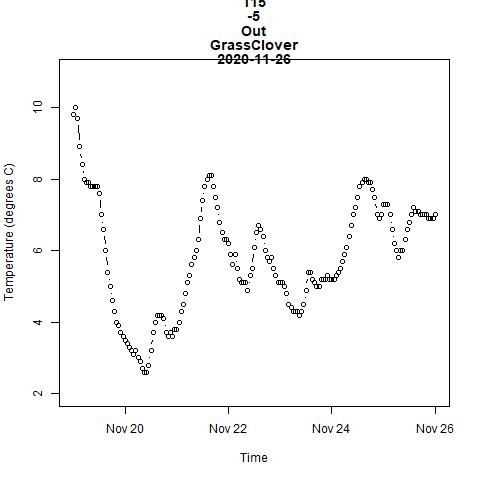 T15
-5
Out
GrassClover
2020-11-26
Temperature (degrees C)
10
8
6
4
2
Nov 20 Nov 22 Nov 24 Nov 26
Time